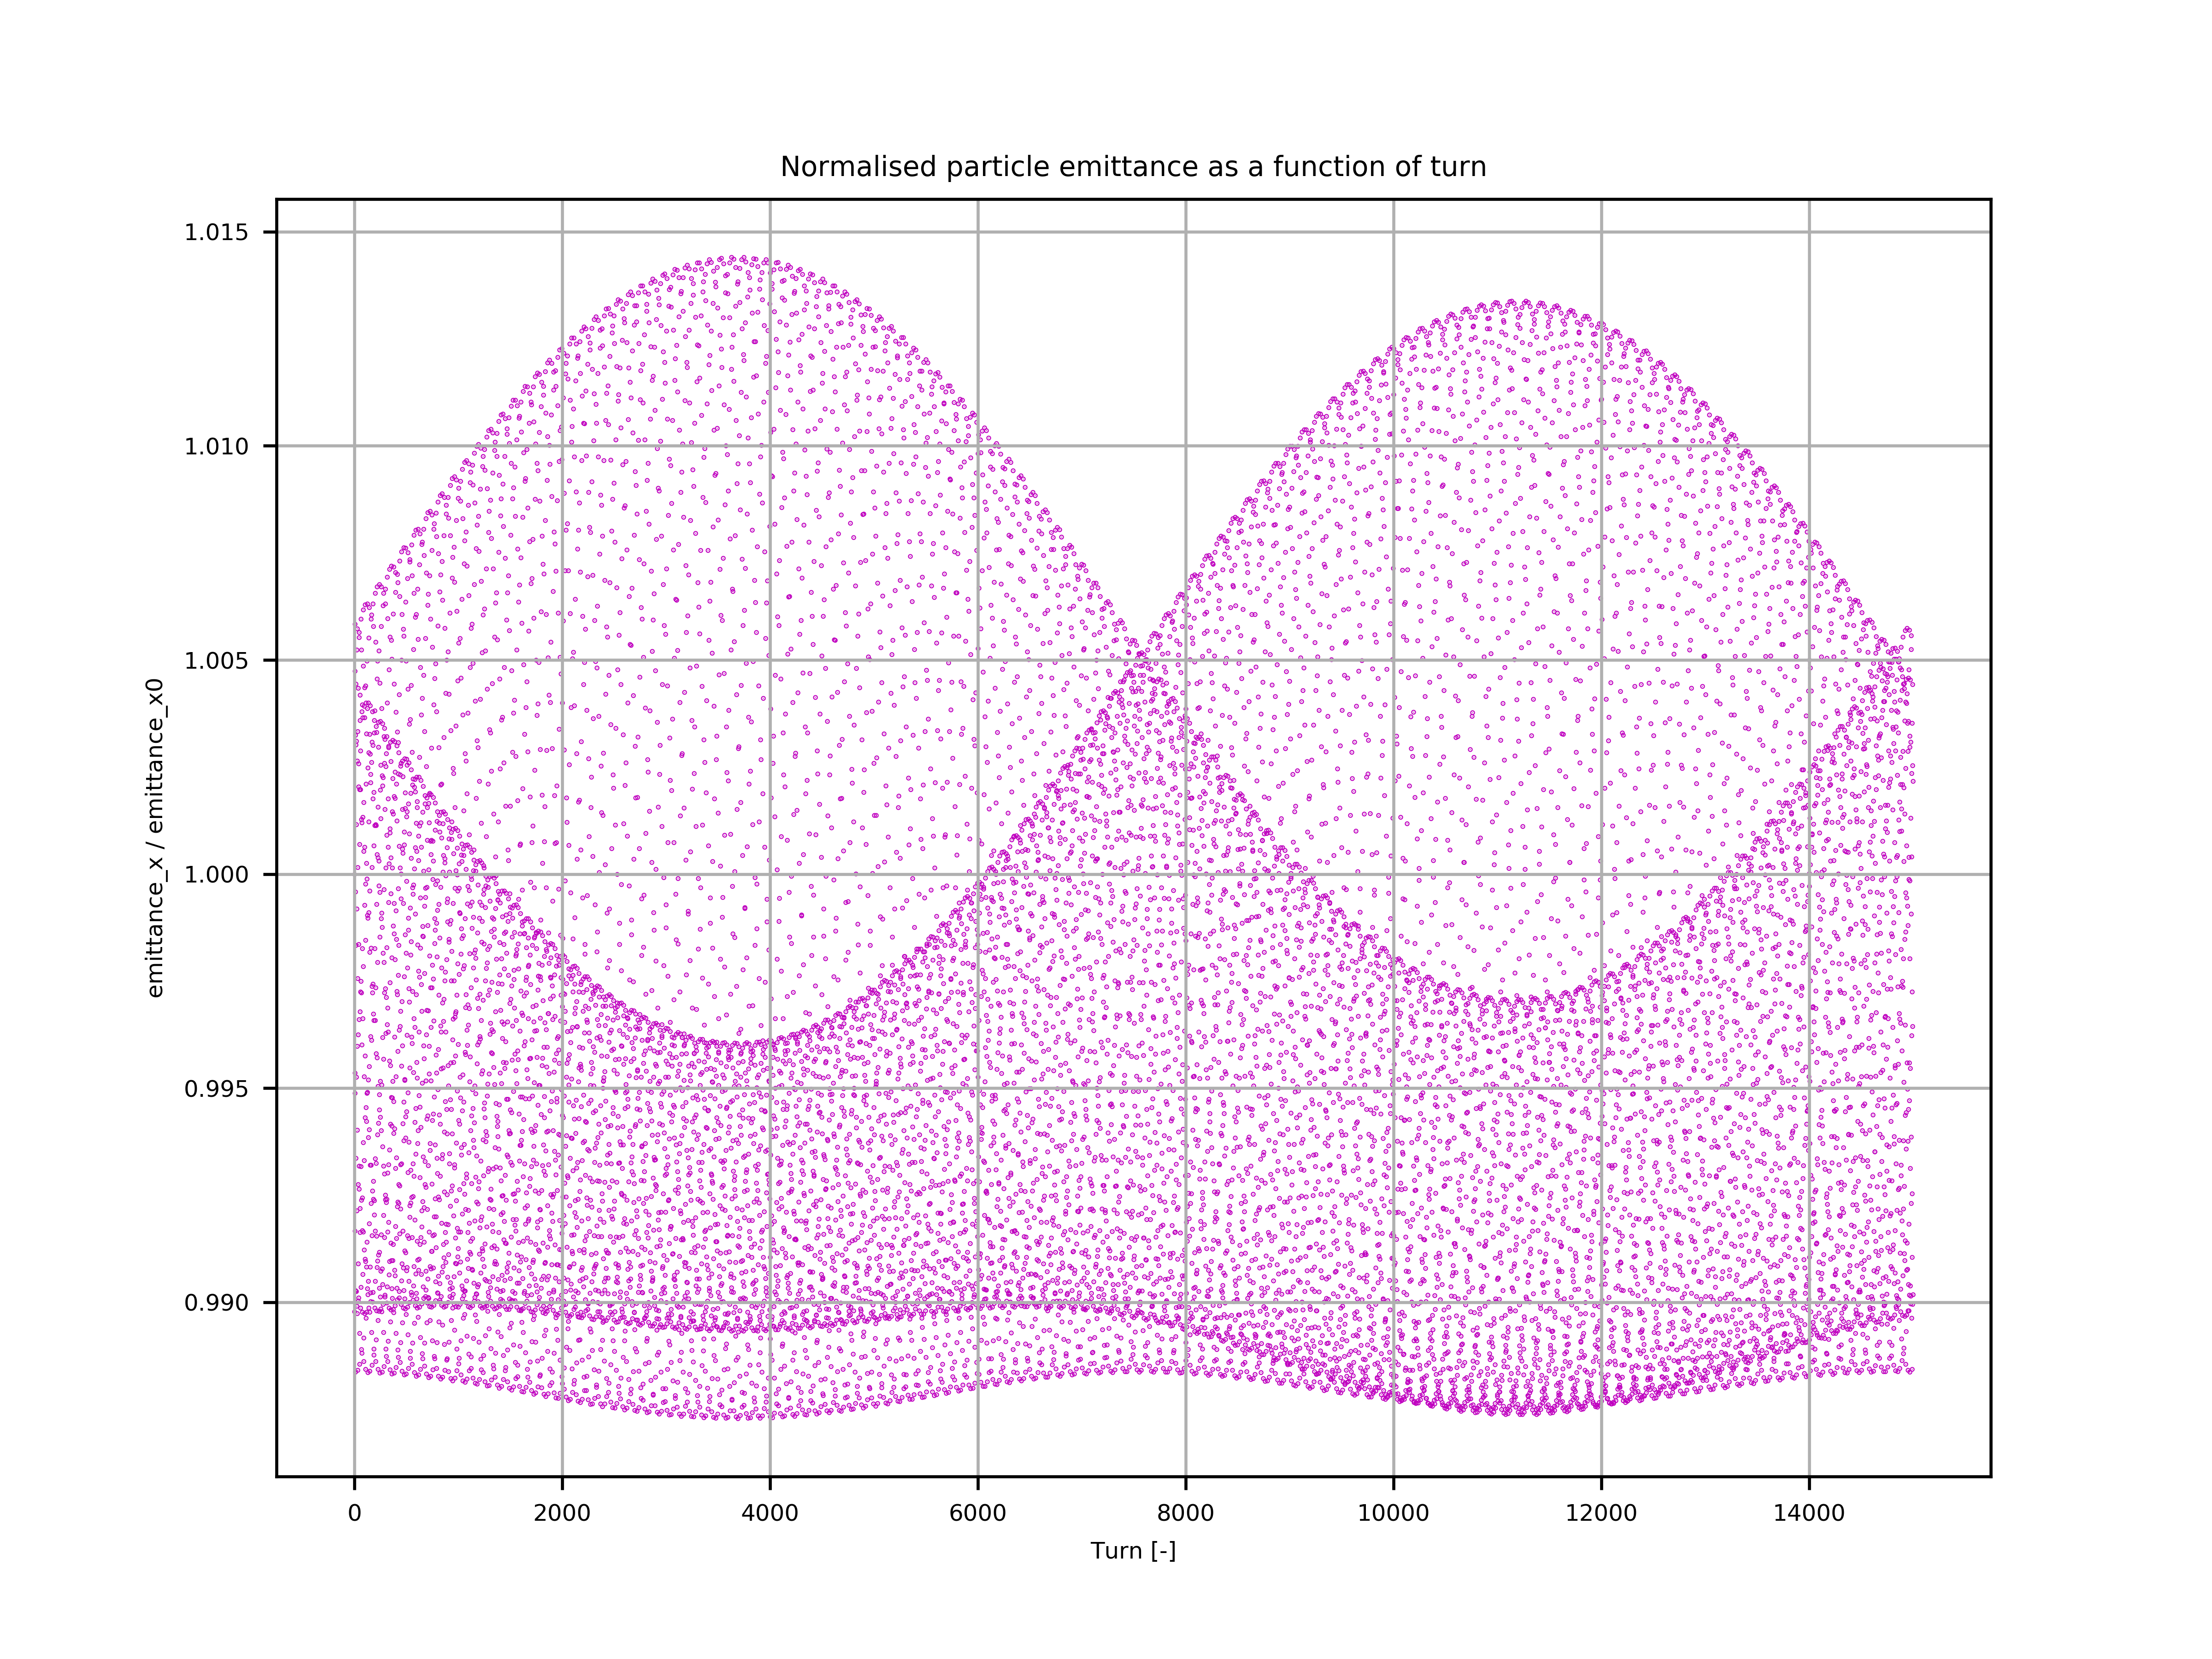 Normalised particle emittance as a function of turn
emittance_x / emittance_x0
1.015
1.010
1.005
1.000
0.995
0.990
0 2000 4000 6000 8000 10000 12000 14000
Turn [-]